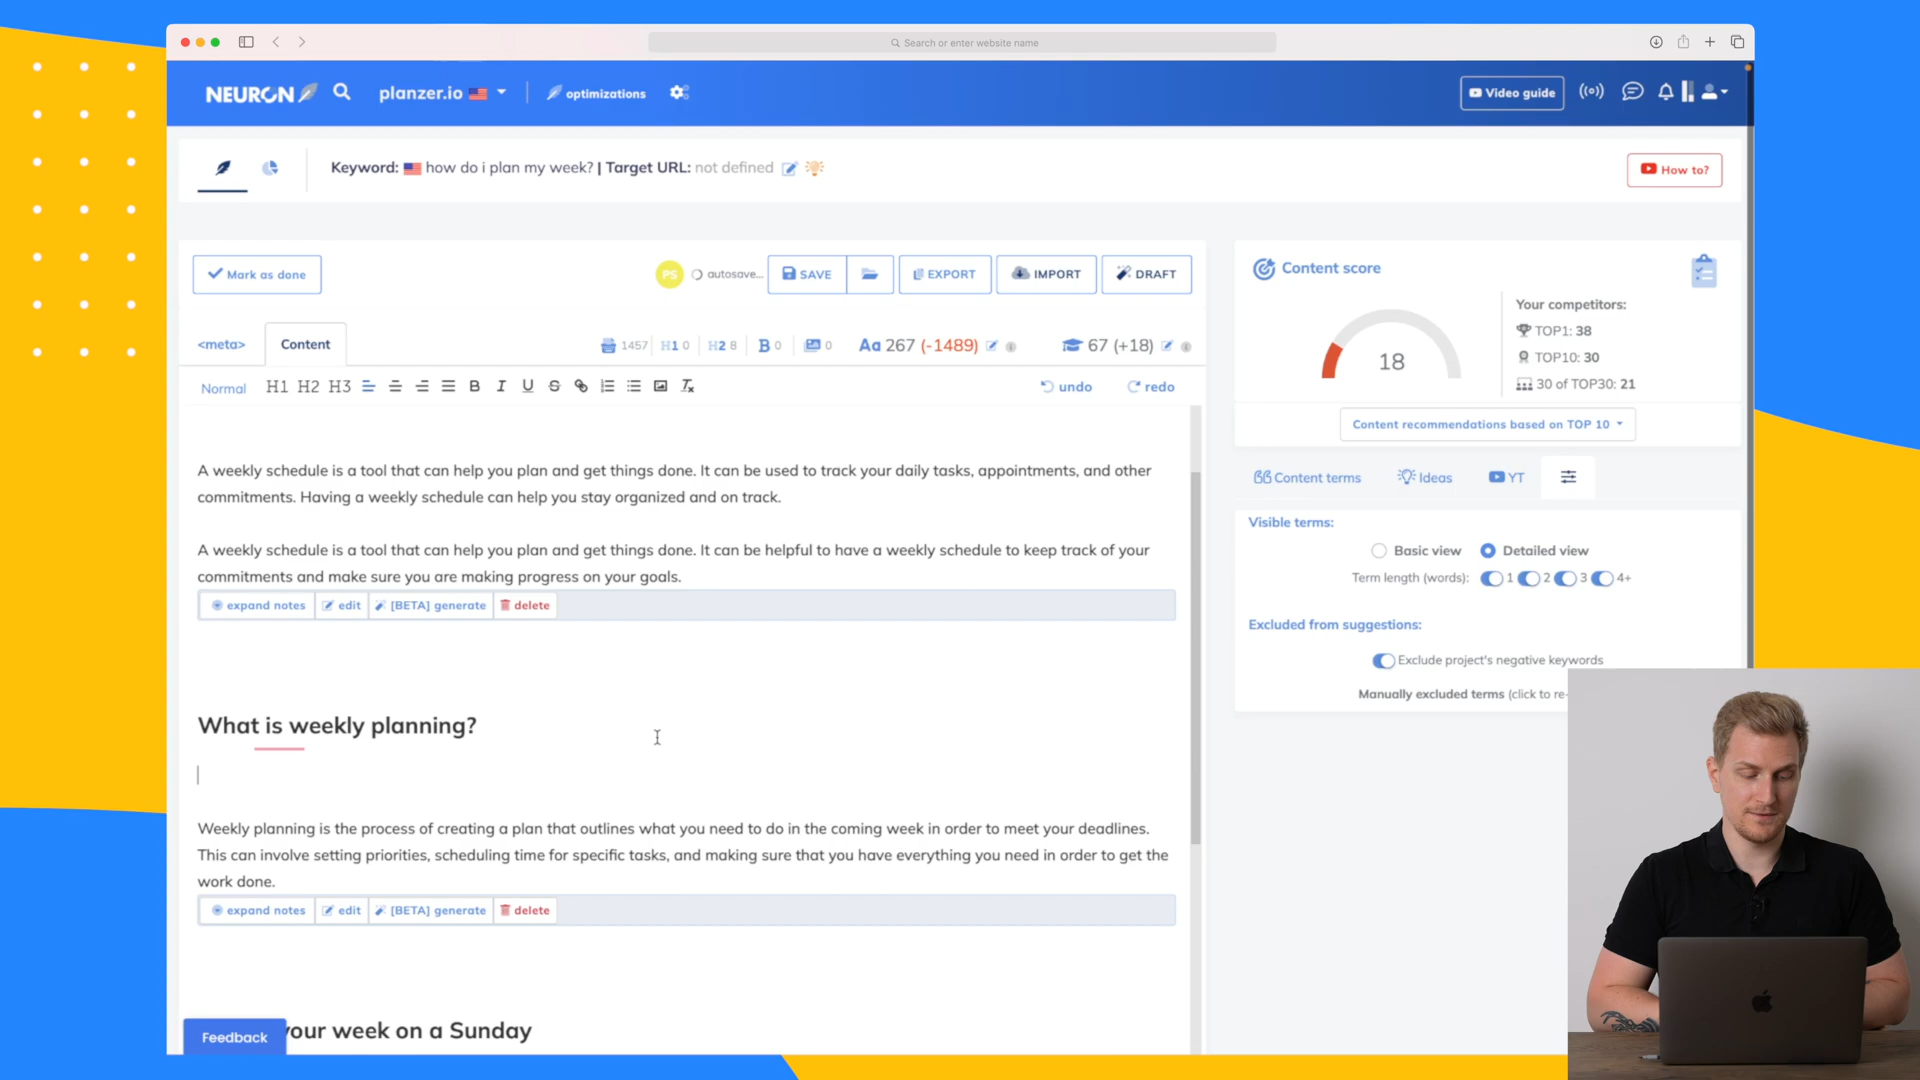 Search or enter website name
NEURON
planzer.io
optimizations
Video guide
Keyword: how do i plan my week? | Target URL: not defined
How to?
Mark as done
PS
autosave...
SAVE
EXPORT
IMPORT
DRAFT
<meta>
Content
1457
H1 0
H2 8
B 0
0
Aa 267 (-1489)
67 (+18)
Normal
H1 H2 H3
B I U S
undo
redo
A weekly schedule is a tool that can help you plan and get things done. It can be used to track your daily tasks, appointments, and other
commitments. Having a weekly schedule can help you stay organized and on track.
A weekly schedule is a tool that can help you plan and get things done. It can be helpful to have a weekly schedule to keep track of your
commitments and make sure you are making progress on your goals.
expand notes
edit
[BETA] generate
delete
What is weekly planning?
Weekly planning is the process of creating a plan that outlines what you need to do in the coming week in order to meet your deadlines.
This can involve setting priorities, scheduling time for specific tasks, and making sure that you have everything you need in order to get the
work done.
expand notes
edit
[BETA] generate
delete
your week on a Sunday
Feedback
Content score
18
Your competitors:
TOP1: 38
TOP10: 30
30 of TOP30: 21
Content recommendations based on TOP 10
Content terms
Ideas
YT
Visible terms:
Basic view
Detailed view
Term length (words): 1 2 3 4+
Excluded from suggestions:
Exclude project's negative keywords
Manually excluded terms (click to re-